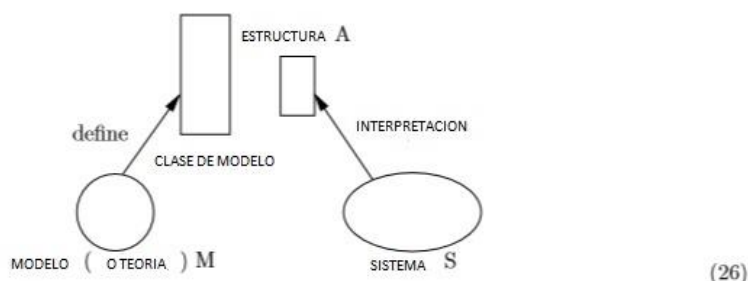 ESTRUCTURA A
define
INTERPRETACION
CLASE DE MODELO
MODELO ( O TEORIA ) M
SISTEMA S
(26)